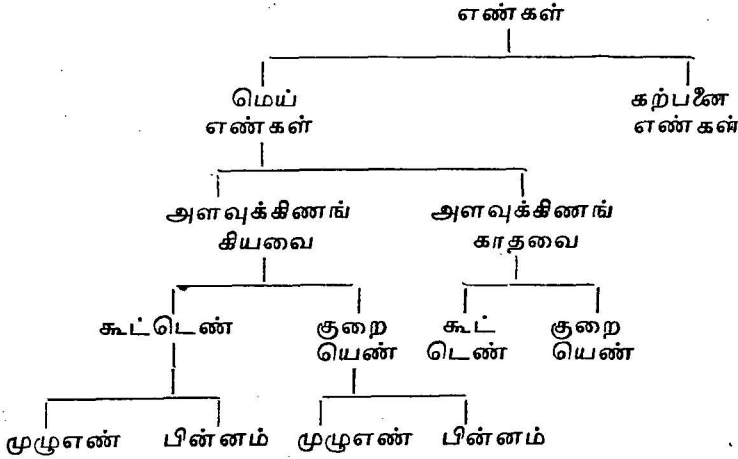 எண்கள்
மெய் கற்பனை
எண்கள் எண்கள்
அளவுக்கிணங் அளவுக்கிணங்
கியவை காதவை
கூட்டெண் குறை கூட் குறை
யெண் டெண் யெண்
முழுஎண் பின்னம் முழுஎண் பின்னம்